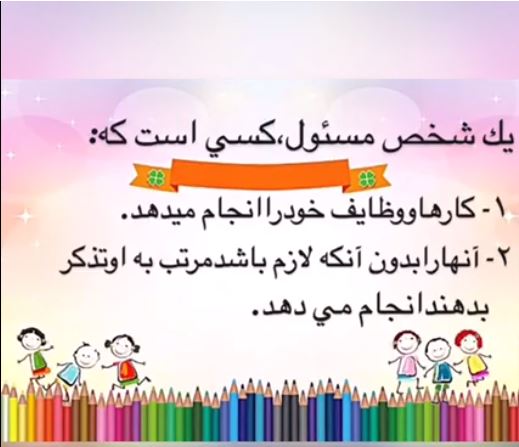 يك شخص مسئول،كسي است كه:
۱- كارهاووظايف خودراانجام ميدهد.
۲- آنهارابدون آنكه لازم باشدمرتب به اوتذكر
بدهندانجام مي دهد.